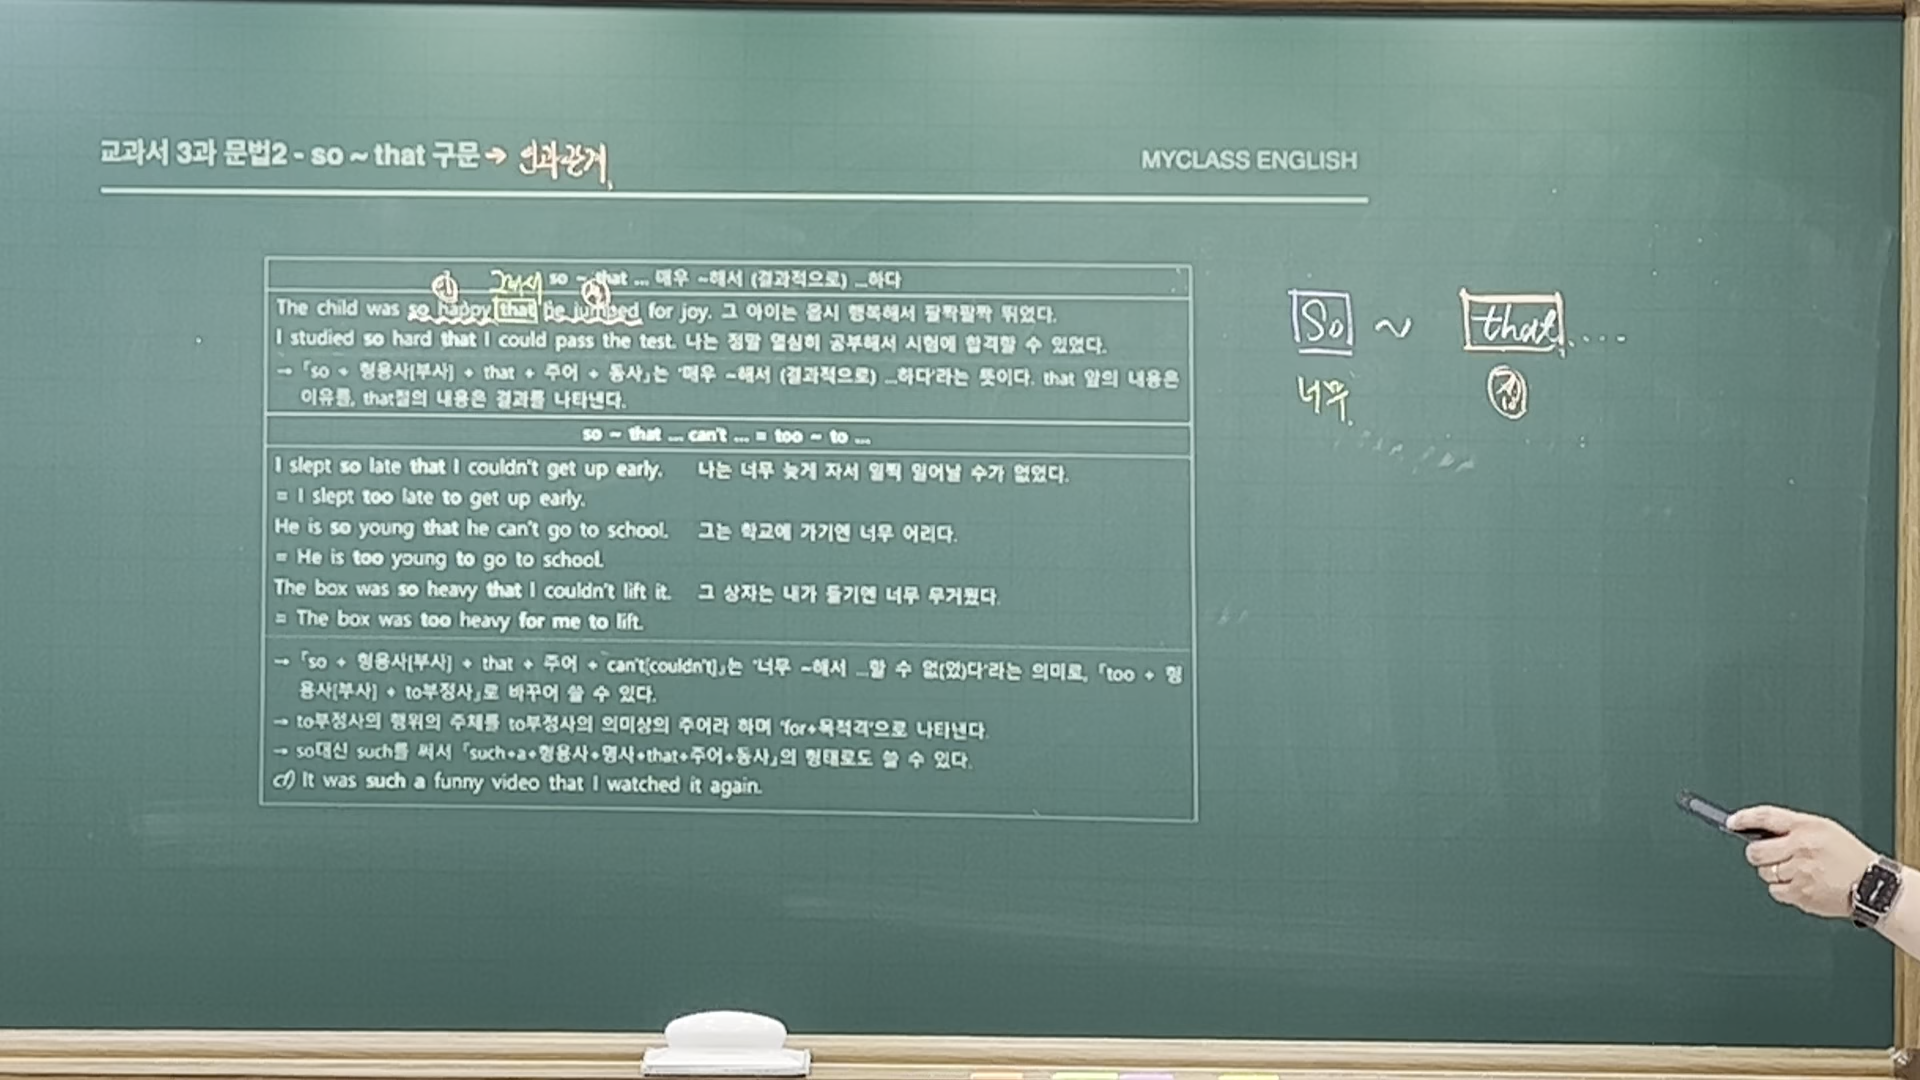 교과서 3과 문법2 - so ~ that 구문 → 인과관계
MYCLASS ENGLISH
so ~ that ... 매우 ~해서 (결과적으로) ...하다
인 그래서 과
The child was so happy that he jumped for joy. 그 아이는 몹시 행복해서 팔짝팔짝 뛰었다.
I studied so hard that I could pass the test. 나는 정말 열심히 공부해서 시험에 합격할 수 있었다.
→ 「so + 형용사[부사] + that + 주어 + 동사」는 '매우 ~해서 (결과적으로) ...하다'라는 뜻이다. that 앞의 내용은
이유를, that절의 내용은 결과를 나타낸다.
so ~ that ... can't ... = too ~ to ...
I slept so late that I couldn't get up early. 나는 너무 늦게 자서 일찍 일어날 수가 없었다.
= I slept too late to get up early.
He is so young that he can't go to school. 그는 학교에 가기엔 너무 어리다.
= He is too young to go to school.
The box was so heavy that I couldn't lift it. 그 상자는 내가 들기엔 너무 무거웠다.
= The box was too heavy for me to lift.
→ 「so + 형용사[부사] + that + 주어 + can't[couldn't]」는 '너무 ~해서 ...할 수 없(었)다'라는 의미로, 「too + 형
용사[부사] + to부정사」로 바꾸어 쓸 수 있다.
→ to부정사의 행위의 주체를 to부정사의 의미상의 주어라 하며 'for+목적격'으로 나타낸다.
→ so대신 such를 써서 「such+a+형용사+명사+that+주어+동사」의 형태로도 쓸 수 있다.
cf) It was such a funny video that I watched it again.
So ~ that.....
너무 접